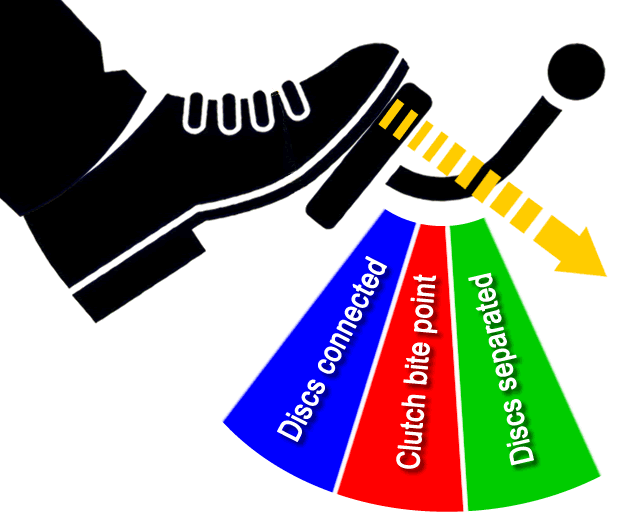 Discs connected
Clutch bite point
Discs separated